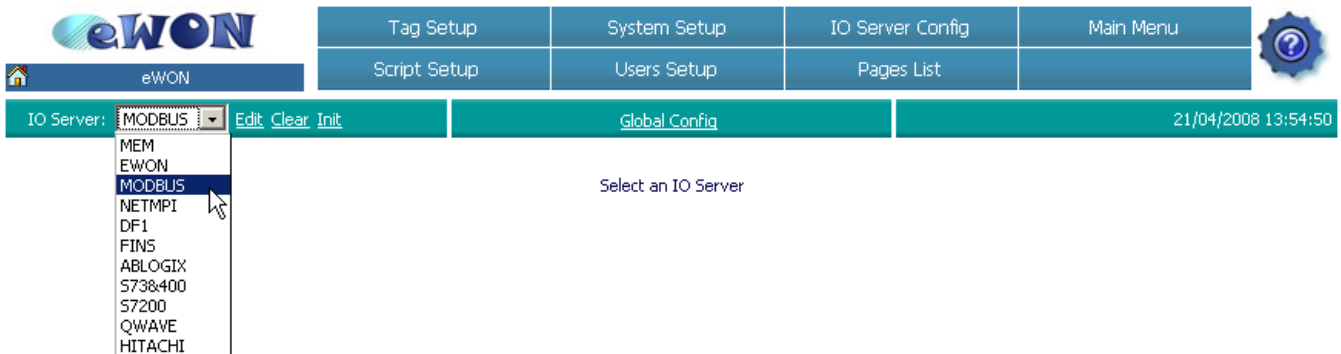 eWON
Tag Setup
System Setup
IO Server Config
Main Menu
eWON
Script Setup
Users Setup
Pages List
IO Server: MODBUS Edit Clear Init
Global Config
21/04/2008 13:54:50
MEM
EWON
MODBUS
NETMPI
DF1
FINS
ABLOGIX
S73&400
S7200
QWAVE
HITACHI
Select an IO Server